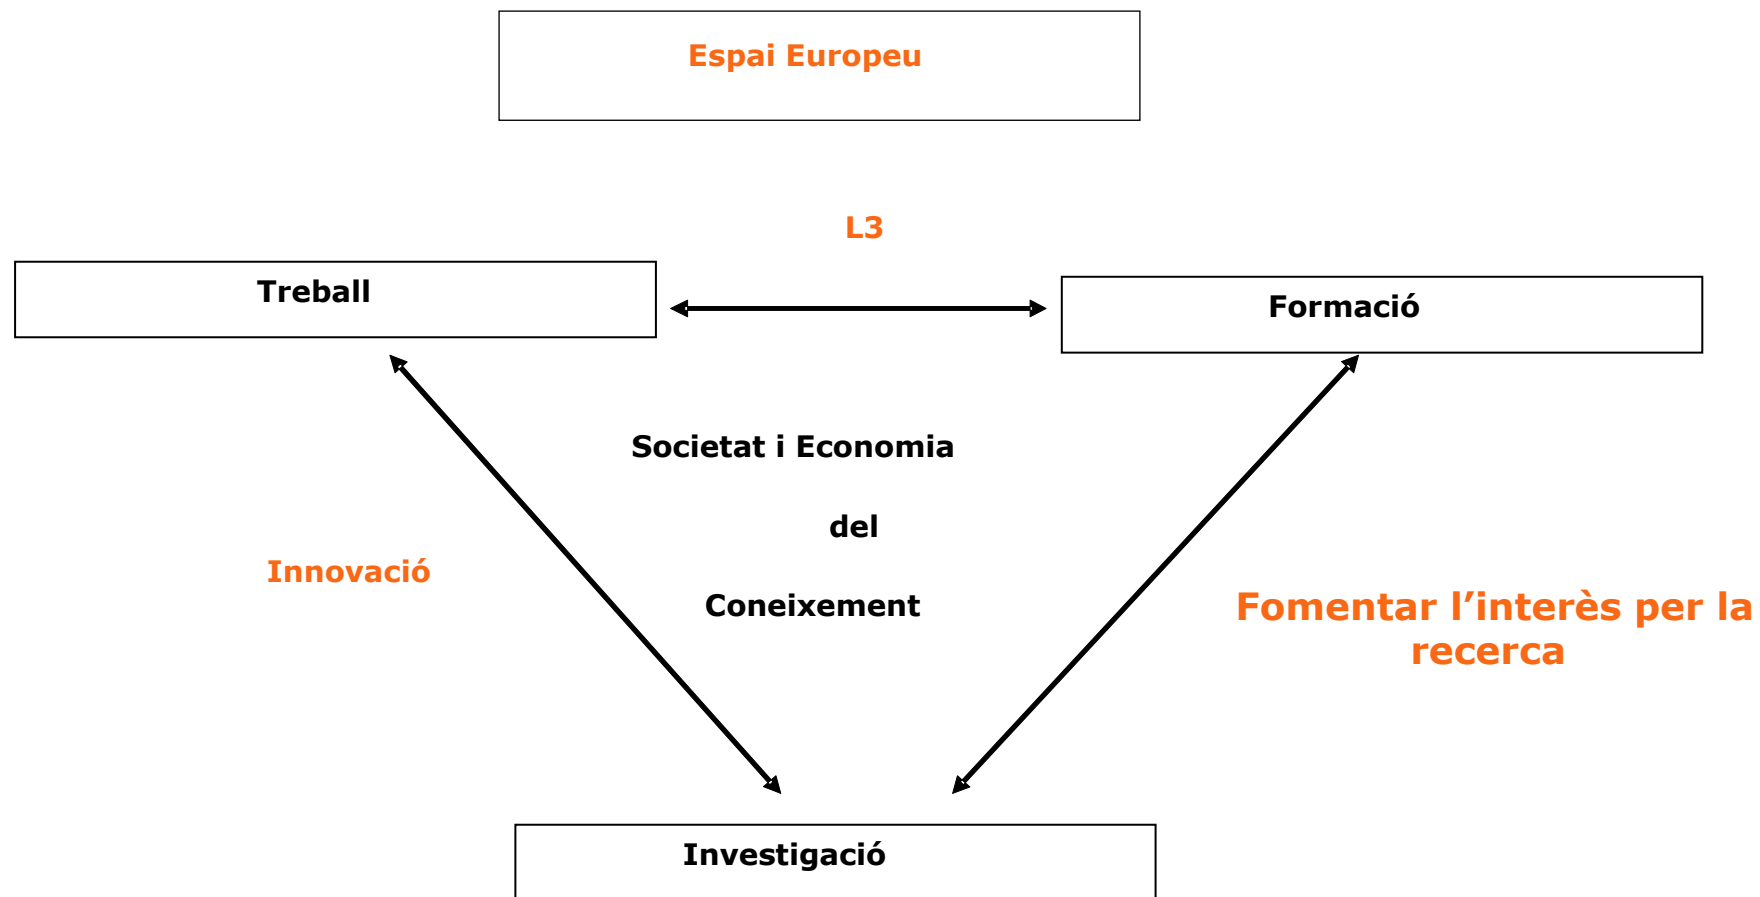 Espai Europeu
L3
Treball
Formació
Societat i Economia
del
Innovació
Coneixement
Fomentar l’interès per la
recerca
Investigació